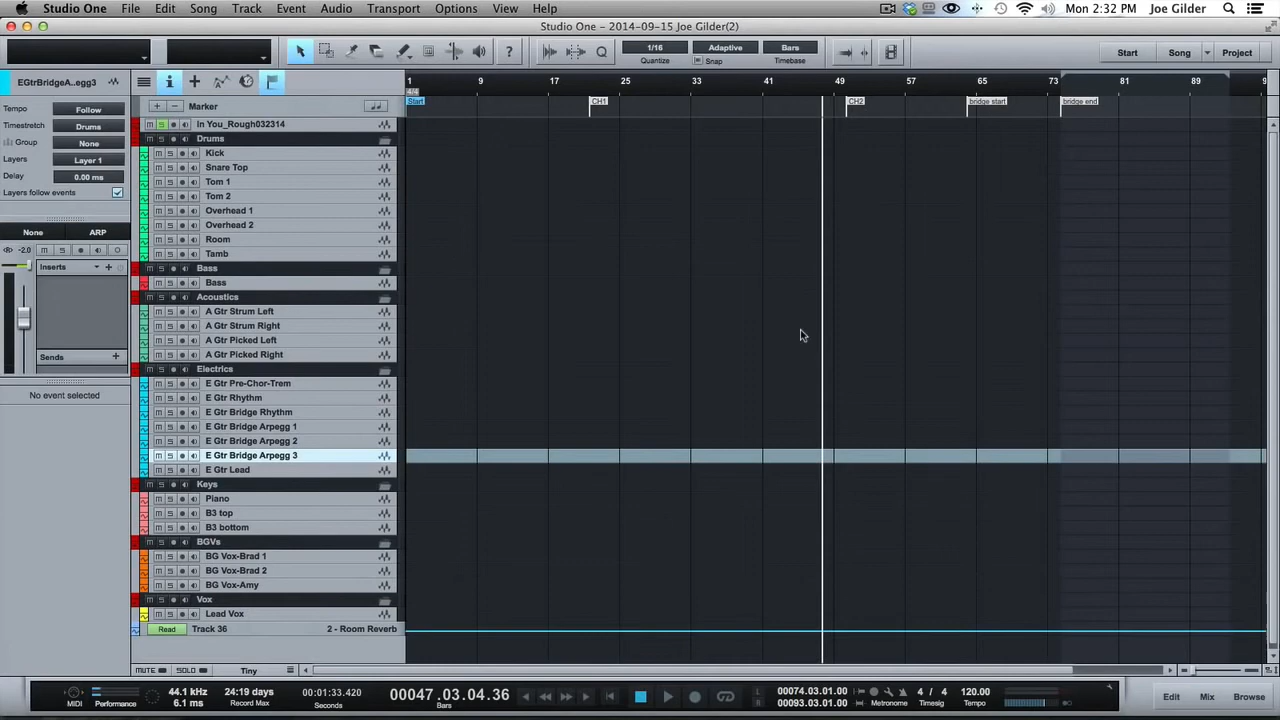 Studio One File Edit Song Track Event Audio Transport Options View Help Mon 2:32 PM Joe Gilder
Studio One - 2014-09-15 Joe Gilder(2)
1/16 Adaptive Bars
Quantize Snap Timebase
? Start Song Project
EGtrBridgeA..egg3 1 9 17 25 33 41 49 57 65 73 81 89
4/4
Start CH1 CH2 bridge start bridge end
Marker
Tempo Follow
Timestretch Drums
Group None
Layers Layer 1
Delay 0.00 ms
Layers follow events
None ARP
-2.0
Inserts
Sends
No event selected
M S In You_Rough032314
Drums
M S Kick
M S Snare Top
M S Tom 1
M S Tom 2
M S Overhead 1
M S Overhead 2
M S Room
M S Tamb
Bass
M S Bass
Acoustics
M S A Gtr Strum Left
M S A Gtr Strum Right
M S A Gtr Picked Left
M S A Gtr Picked Right
Electrics
M S E Gtr Pre-Chor-Trem
M S E Gtr Rhythm
M S E Gtr Bridge Rhythm
M S E Gtr Bridge Arpegg 1
M S E Gtr Bridge Arpegg 2
M S E Gtr Bridge Arpegg 3
M S E Gtr Lead
Keys
M S Piano
M S B3 top
M S B3 bottom
BGVs
M S BG Vox-Brad 1
M S BG Vox-Brad 2
M S BG Vox-Amy
Vox
M S Lead Vox
Read Track 36 2 - Room Reverb
MUTE SOLO Tiny
MIDI Performance
44.1 kHz
6.1 ms
24:19 days
Record Max
00:01:33.420
Seconds
00047.03.04.36
Bars
L 00074.03.01.00
R 00093.03.01.00
Metronome
4 / 4
Timesig
120.00
Tempo
Edit Mix Browse